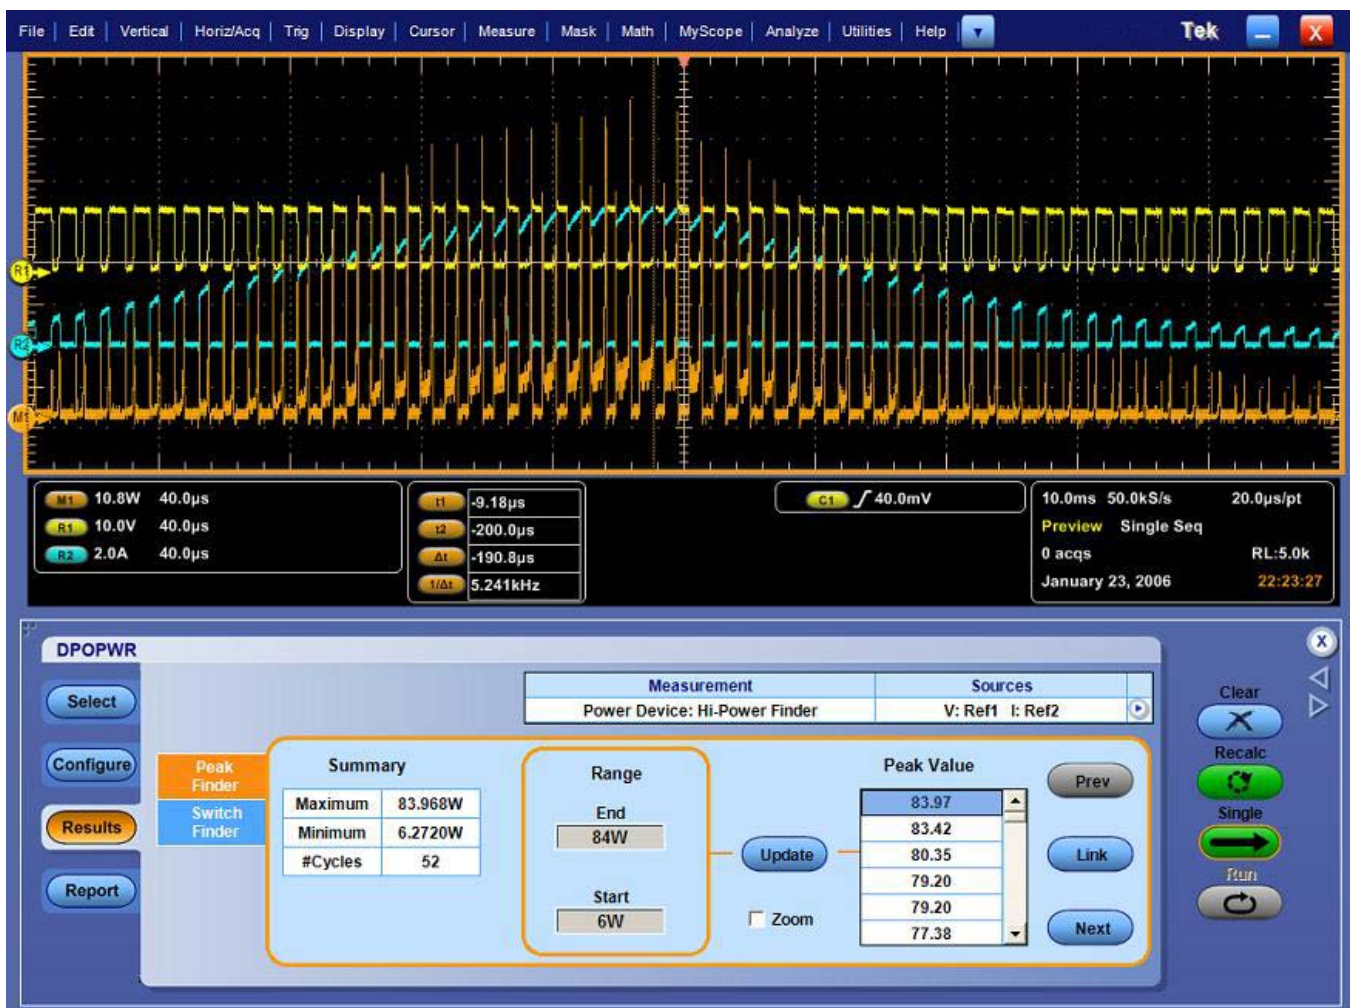 File | Edit | Vertical | Horiz/Acq | Trig | Display | Cursor | Measure | Mask | Math | MyScope | Analyze | Utilities | Help Tek X
R1
R2
M1
M1 10.8W 40.0µs
R1 10.0V 40.0µs
R2 2.0A 40.0µs
t1 -9.18µs
t2 -200.0µs
Δt -190.8µs
1/Δt 5.241kHz
C1 40.0mV
10.0ms 50.0kS/s 20.0µs/pt
Preview Single Seq
0 acqs RL:5.0k
January 23, 2006 22:23:27
DPOPWR
X
Select
Configure
Results
Report
Measurement Sources
Power Device: Hi-Power Finder V: Ref1 I: Ref2
Peak
Finder
Switch
Finder
Summary
Maximum 83.968W
Minimum 6.2720W
#Cycles 52
Range
End
84W
Start
6W
Update
Zoom
Peak Value
83.97
83.42
80.35
79.20
79.20
77.38
Prev
Link
Next
Clear
Recalc
Single
Run